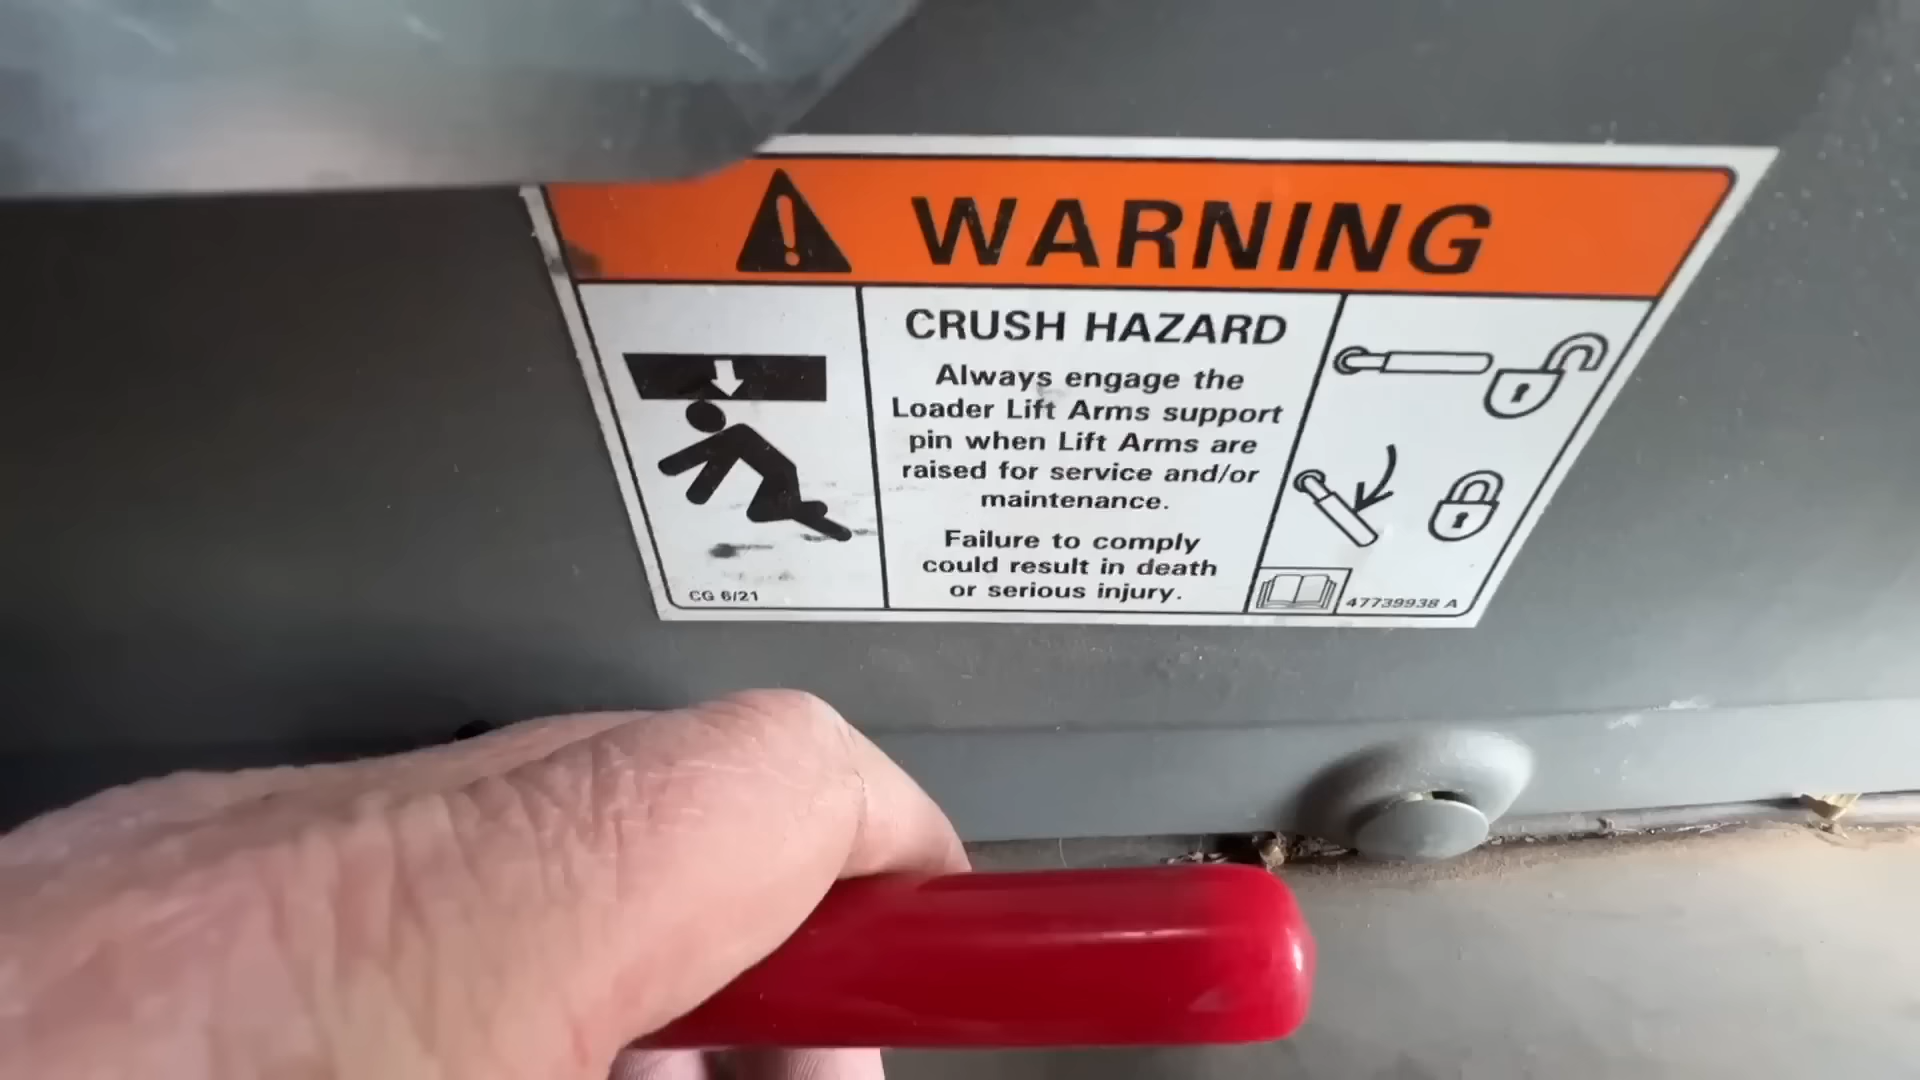 WARNING
CRUSH HAZARD
Always engage the
Loader Lift Arms support
pin when Lift Arms are
raised for service and/or
maintenance.
Failure to comply
could result in death
or serious injury.
CG 6/21
47739938 A